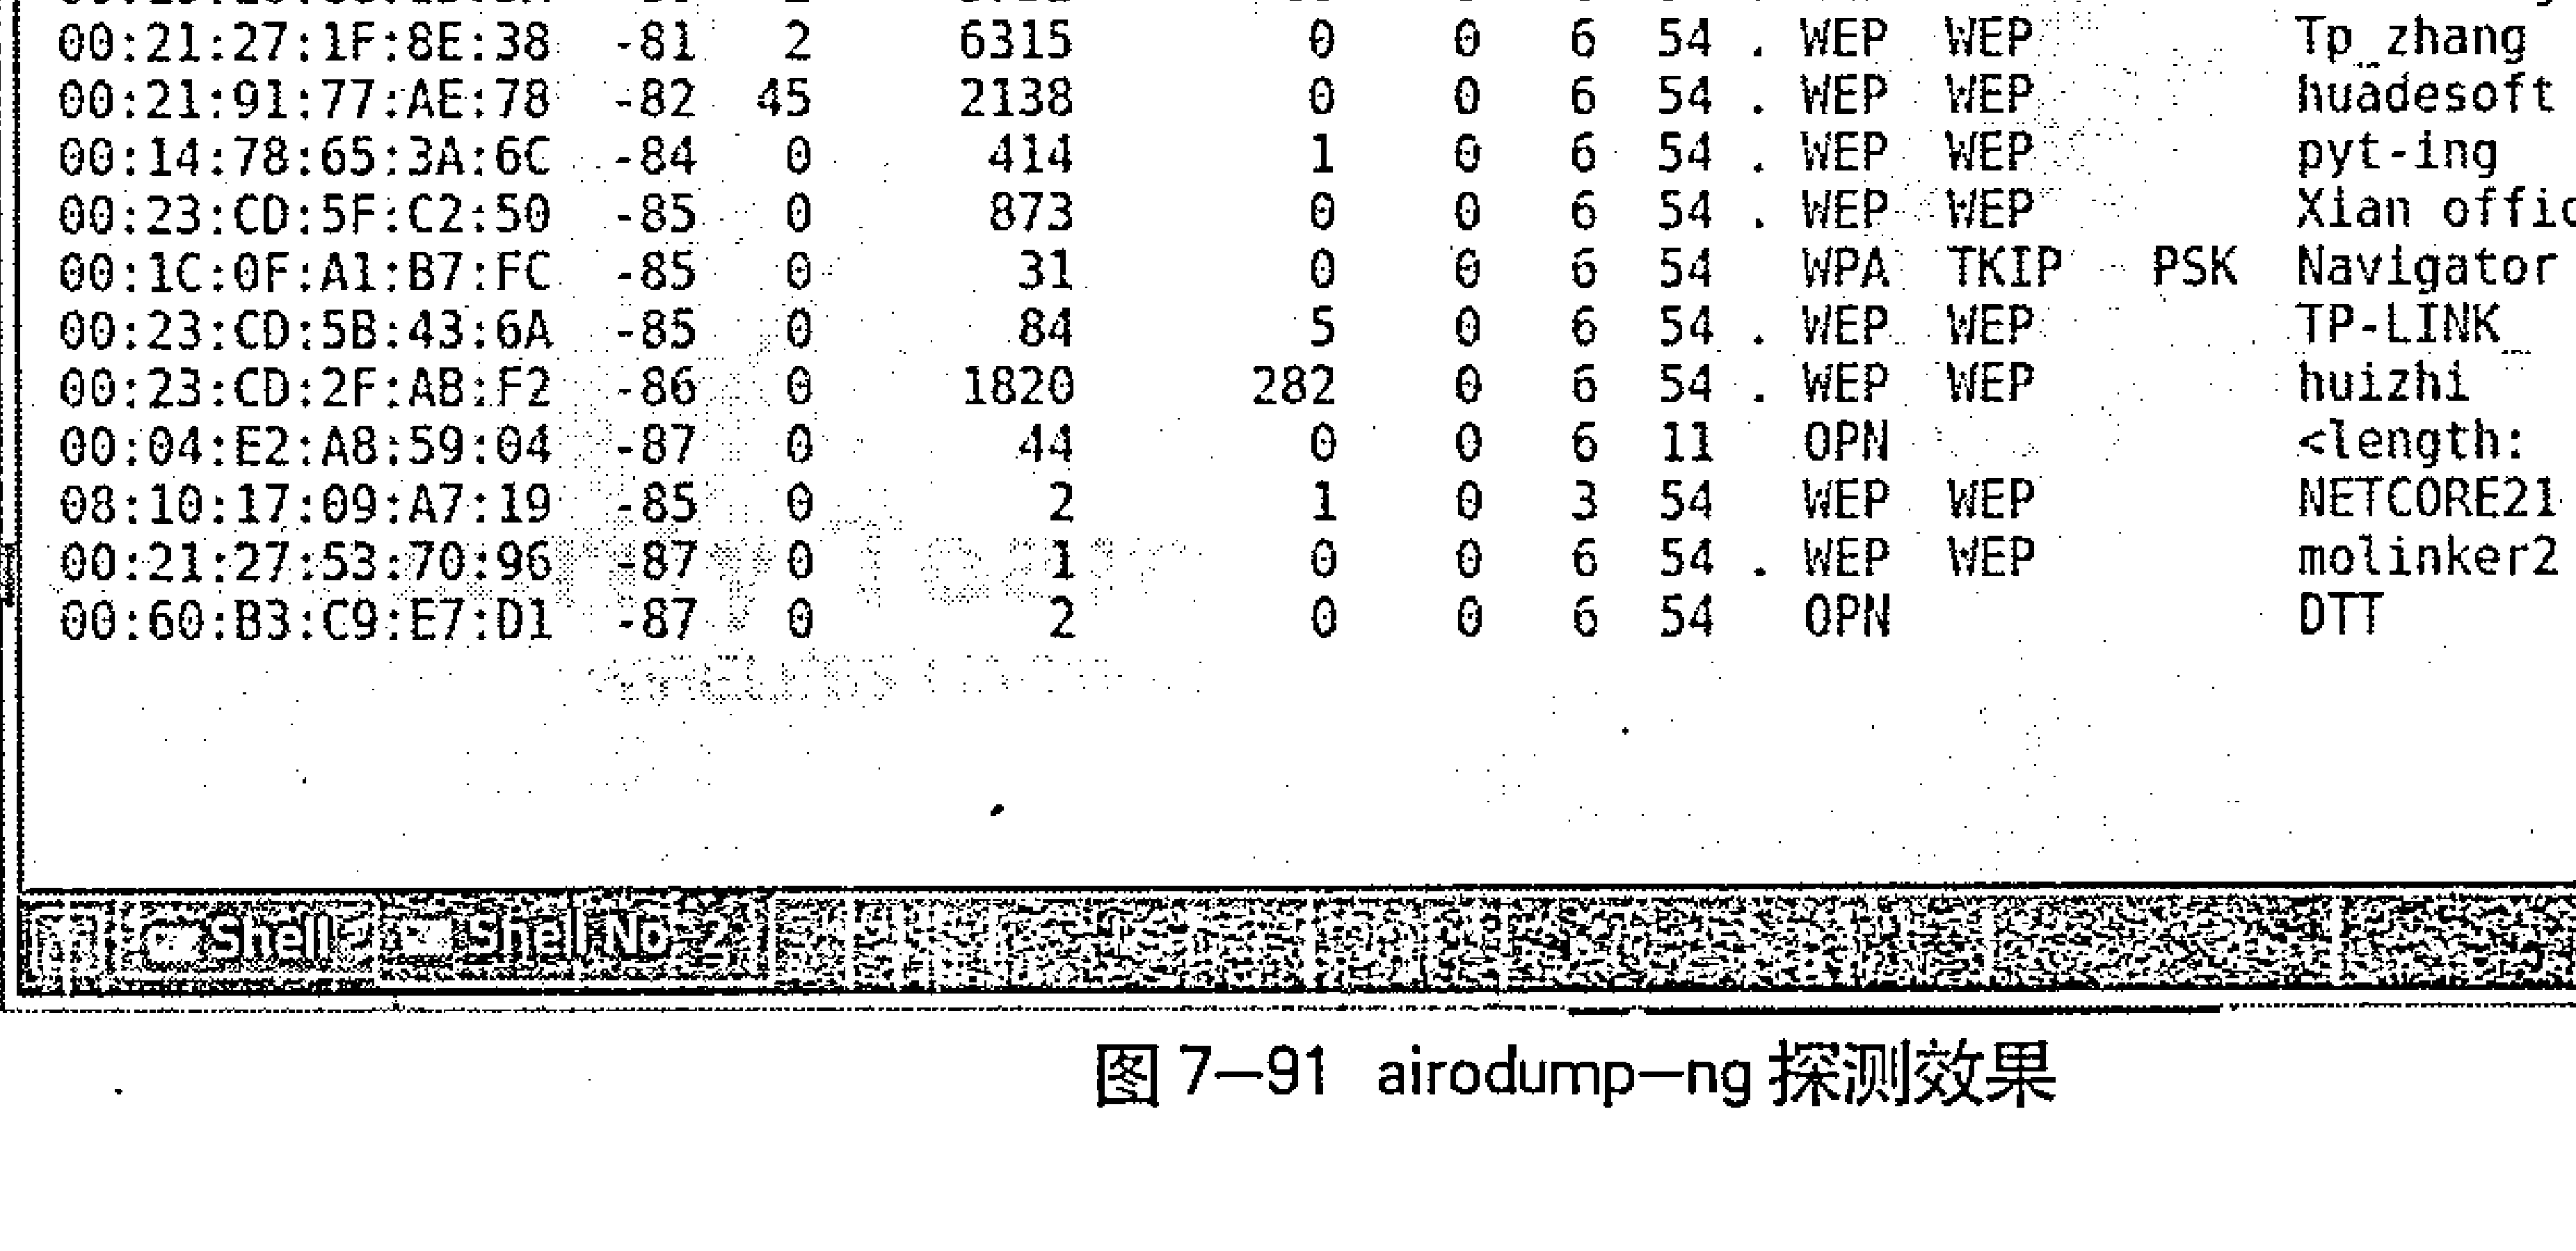 00:21:27:1F:8E:38 -81 2 6315 0 0 6 54 . WEP WEP Tp_zhang
00:21:91:77:AE:78 -82 45 2138 0 0 6 54 . WEP WEP huadesoft
00:14:78:65:3A:6C -84 0 414 1 0 6 54 . WEP WEP pyt-ing
00:23:CD:5F:C2:50 -85 0 873 0 0 6 54 . WEP WEP Xian offic
00:1C:0F:A1:B7:FC -85 0 31 0 0 6 54 WPA TKIP PSK Navigator
00:23:CD:5B:43:6A -85 0 84 5 0 6 54 . WEP WEP TP-LINK_
00:23:CD:2F:AB:F2 -86 0 1820 282 0 6 54 . WEP WEP huizhi
00:04:E2:A8:59:04 -87 0 44 0 0 6 11 OPN <length:
08:10:17:09:A7:19 -85 0 2 1 0 3 54 WEP WEP NETCORE21
00:21:27:53:70:96 -87 0 1 0 0 6 54 . WEP WEP molinker2
00:60:B3:C9:E7:D1 -87 0 2 0 0 6 54 OPN DTT
Shell Shell No 2
图 7—91 airodump—ng 探测效果